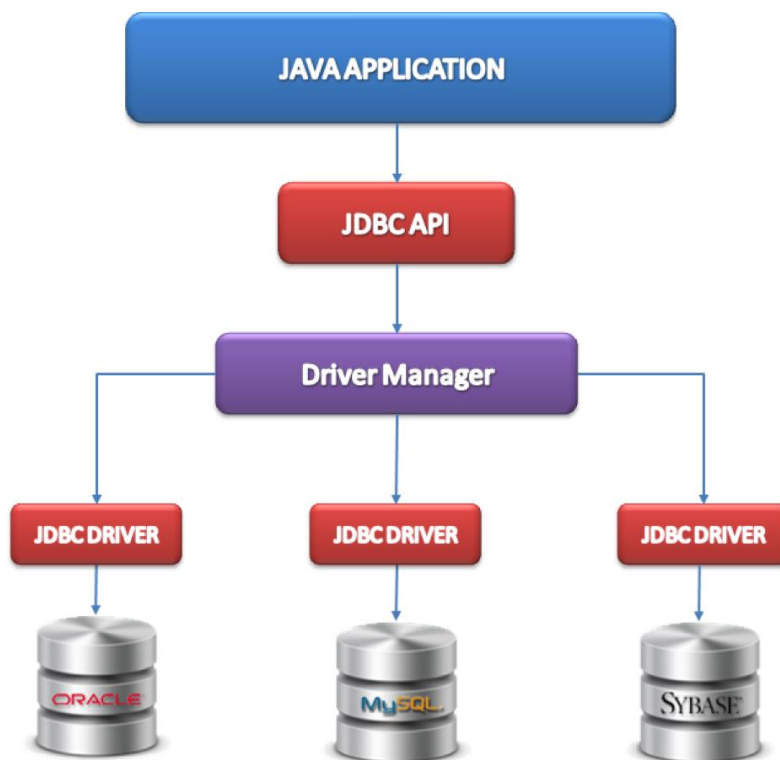 JAVA APPLICATION
JDBC API
Driver Manager
JDBC DRIVER
JDBC DRIVER
JDBC DRIVER
ORACLE
MySQL
SYBASE